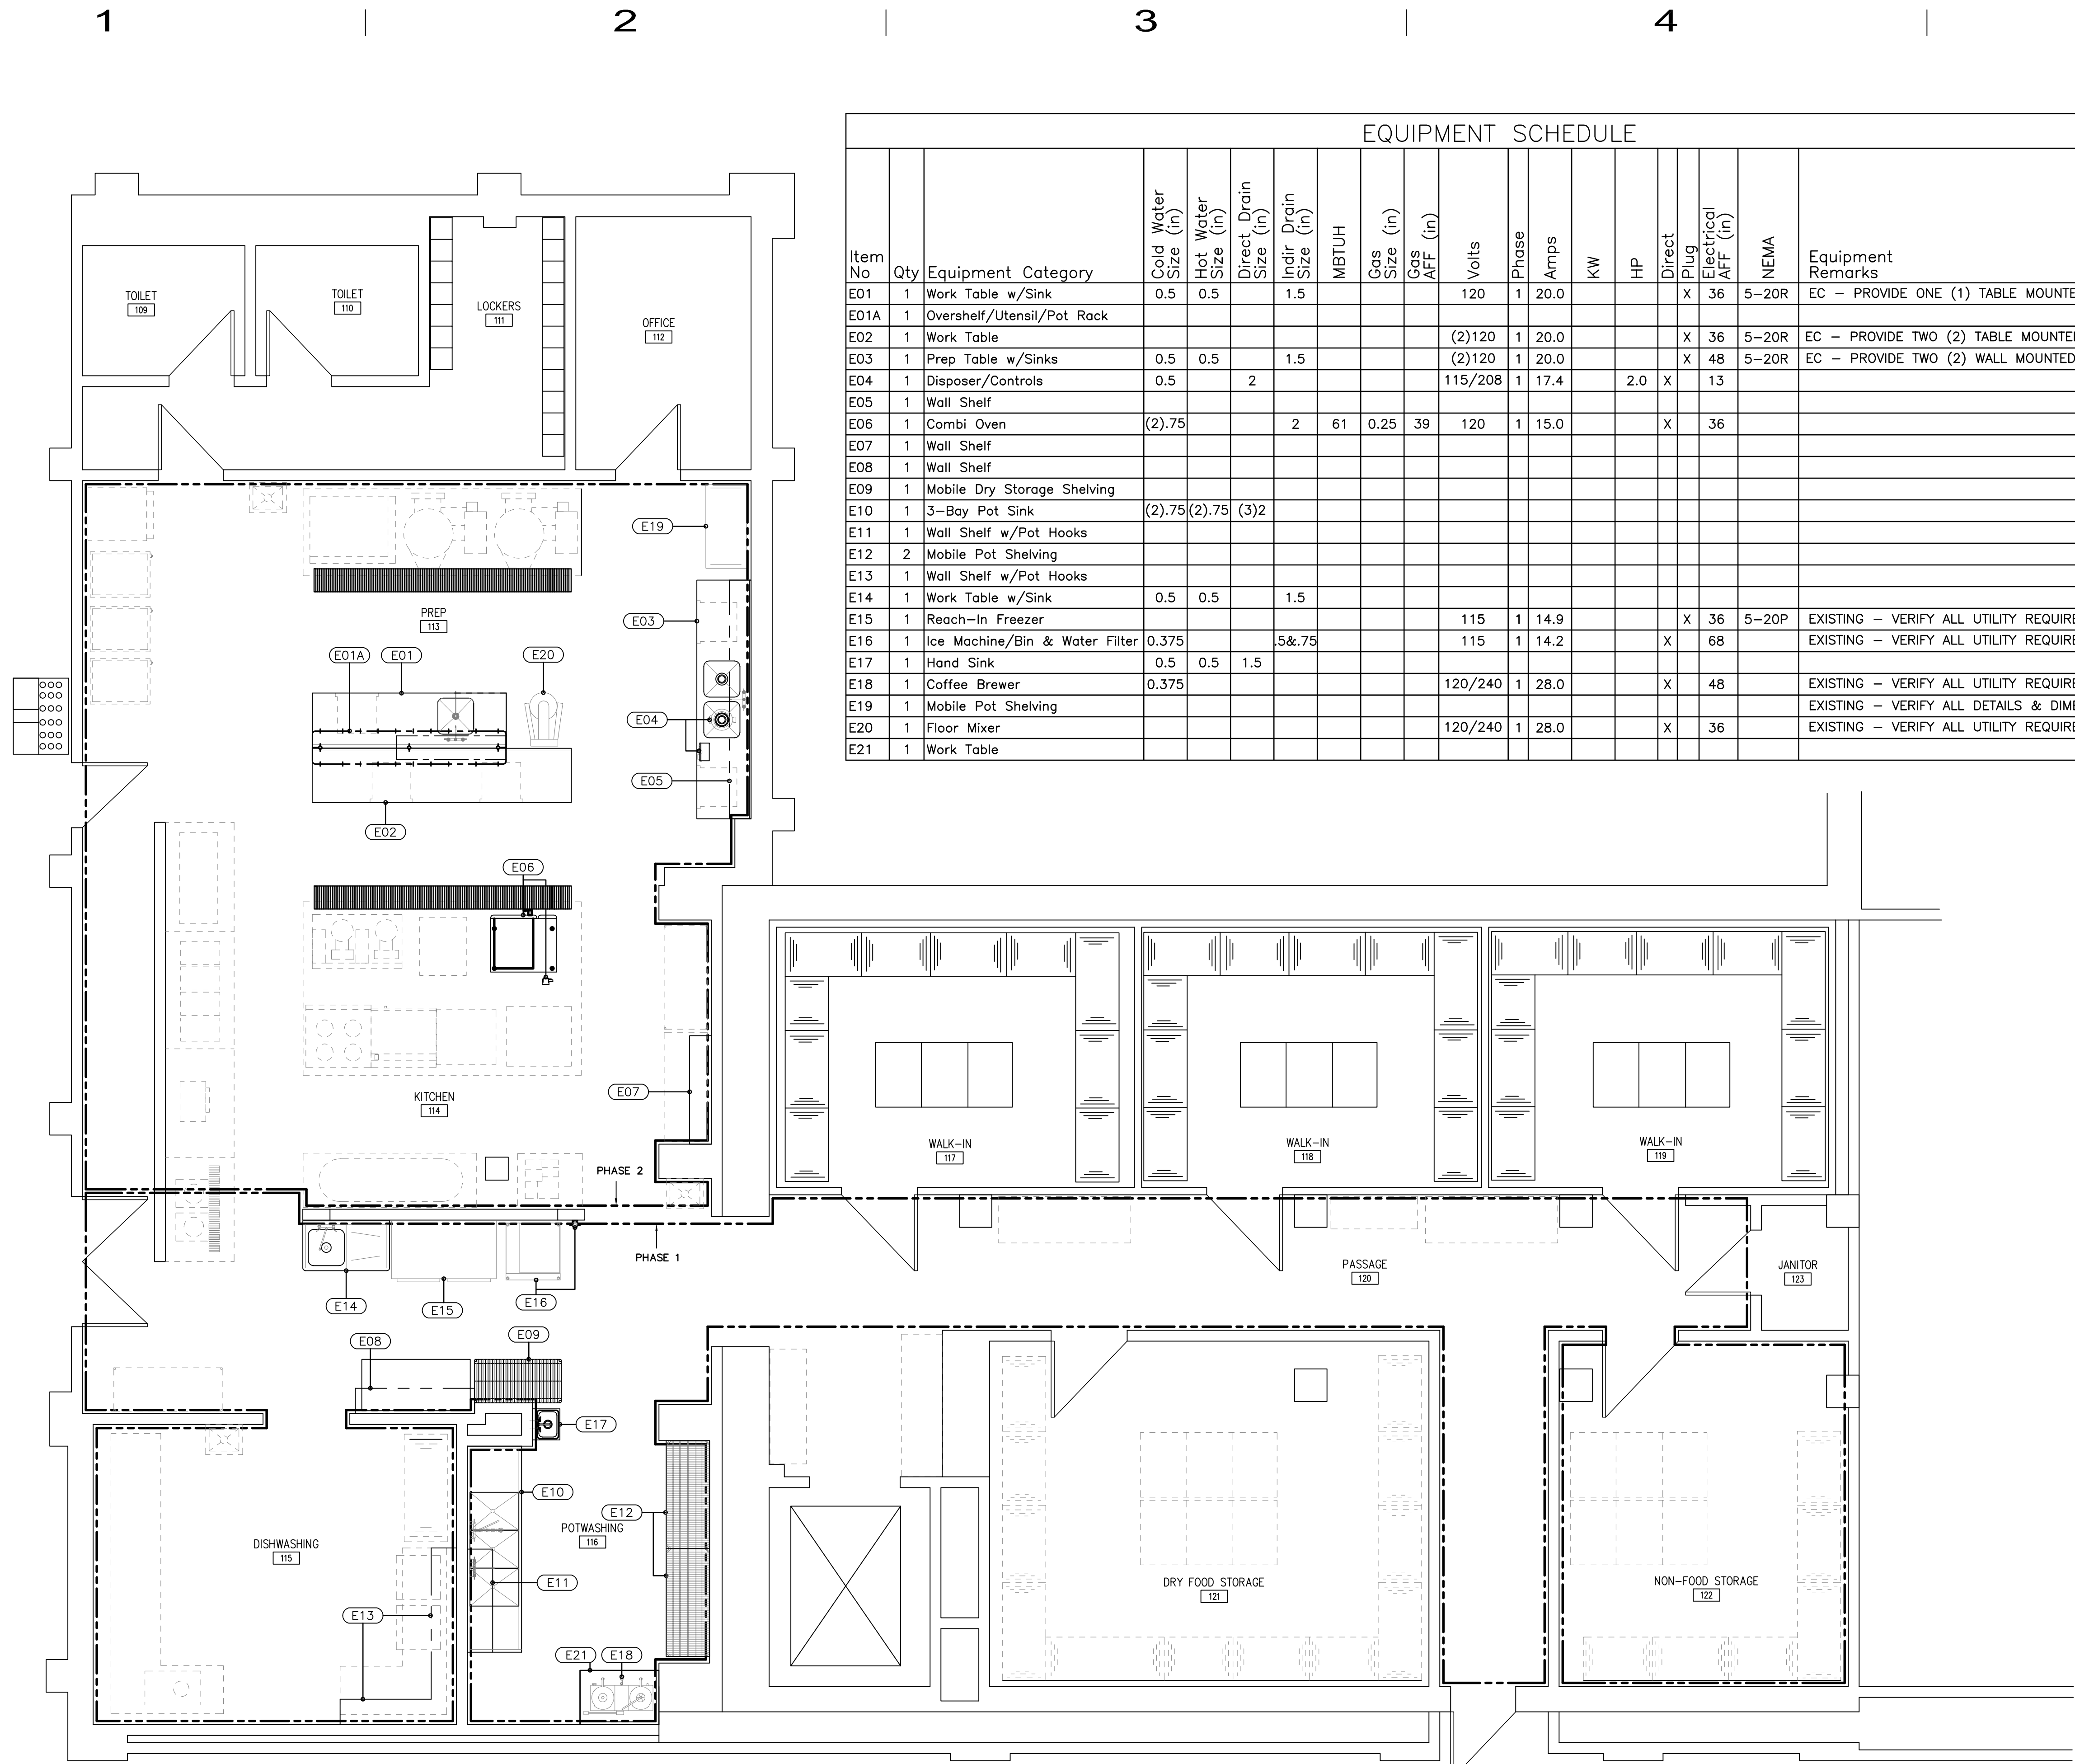 1 2 3 4
EQUIPMENT SCHEDULE
Item No Qty Equipment Category Cold Water Size (in) Hot Water Size (in) Direct Drain Size (in) Indir Drain Size (in) MBTUH Gas Size (in) Gas AFF (in) Volts Phase Amps KW HP Direct Plug Electrical AFF (in) NEMA Equipment Remarks
E01 1 Work Table w/Sink 0.5 0.5 1.5 120 1 20.0 X 36 5-20R EC - PROVIDE ONE (1) TABLE MOUNTE
E01A 1 Overshelf/Utensil/Pot Rack
E02 1 Work Table (2)120 1 20.0 X 36 5-20R EC - PROVIDE TWO (2) TABLE MOUNTE
E03 1 Prep Table w/Sinks 0.5 0.5 1.5 (2)120 1 20.0 X 48 5-20R EC - PROVIDE TWO (2) WALL MOUNTED
E04 1 Disposer/Controls 0.5 2 115/208 1 17.4 2.0 X 13
E05 1 Wall Shelf
E06 1 Combi Oven (2).75 2 61 0.25 39 120 1 15.0 X 36
E07 1 Wall Shelf
E08 1 Wall Shelf
E09 1 Mobile Dry Storage Shelving
E10 1 3-Bay Pot Sink (2).75 (2).75 (3)2
E11 1 Wall Shelf w/Pot Hooks
E12 2 Mobile Pot Shelving
E13 1 Wall Shelf w/Pot Hooks
E14 1 Work Table w/Sink 0.5 0.5 1.5
E15 1 Reach-In Freezer 115 1 14.9 X 36 5-20P EXISTING - VERIFY ALL UTILITY REQUIRE
E16 1 Ice Machine/Bin & Water Filter 0.375 .5&.75 115 1 14.2 X 68 EXISTING - VERIFY ALL UTILITY REQUIRE
E17 1 Hand Sink 0.5 0.5 1.5
E18 1 Coffee Brewer 0.375 120/240 1 28.0 X 48 EXISTING - VERIFY ALL UTILITY REQUIRE
E19 1 Mobile Pot Shelving EXISTING - VERIFY ALL DETAILS & DIME
E20 1 Floor Mixer 120/240 1 28.0 X 36 EXISTING - VERIFY ALL UTILITY REQUIRE
E21 1 Work Table
TOILET
109
TOILET
110
LOCKERS
111
OFFICE
112
E19
PREP
113
E03
E01A E01 E20
E04
E05
E02
E06
E07
KITCHEN
114
PHASE 2
PHASE 1
WALK-IN
117
WALK-IN
118
WALK-IN
119
PASSAGE
120
JANITOR
123
E14 E15 E16
E08 E09
E17
E10
E12
POTWASHING
116
DISHWASHING
115
E11
E13
E21 E18
DRY FOOD STORAGE
121
NON-FOOD STORAGE
122